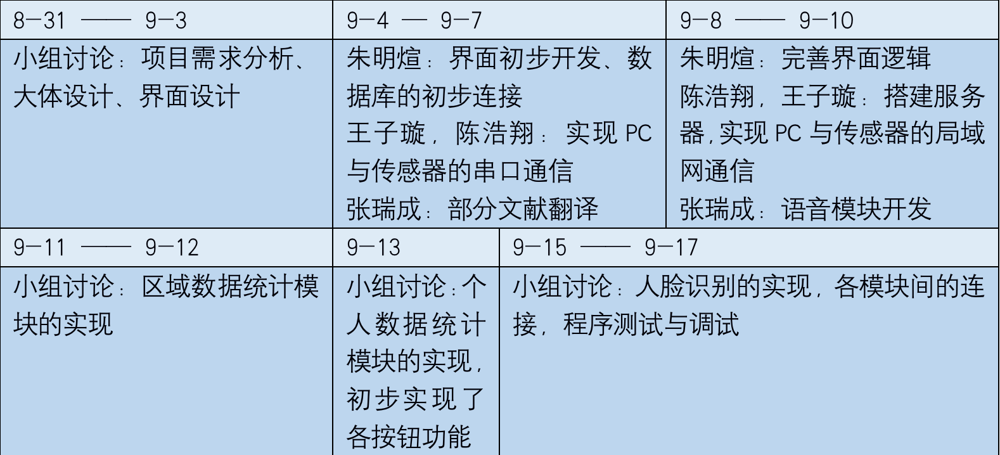 8-31 —— 9-3
小组讨论：项目需求分析、
大体设计、界面设计
9-4 — 9-7
朱明煊：界面初步开发、数
据库的初步连接
王子璇，陈浩翔：实现 PC
与传感器的串口通信
张瑞成：部分文献翻译
9-8 —— 9-10
朱明煊：完善界面逻辑
陈浩翔，王子璇：搭建服务
器，实现 PC 与传感器的局域
网通信
张瑞成：语音模块开发
9-11 —— 9-12
小组讨论：区域数据统计模
块的实现
9-13
小组讨论：个
人数据统计
模块的实现，
初步实现了
各按钮功能
9-15 —— 9-17
小组讨论：人脸识别的实现，各模块间的连
接，程序测试与调试